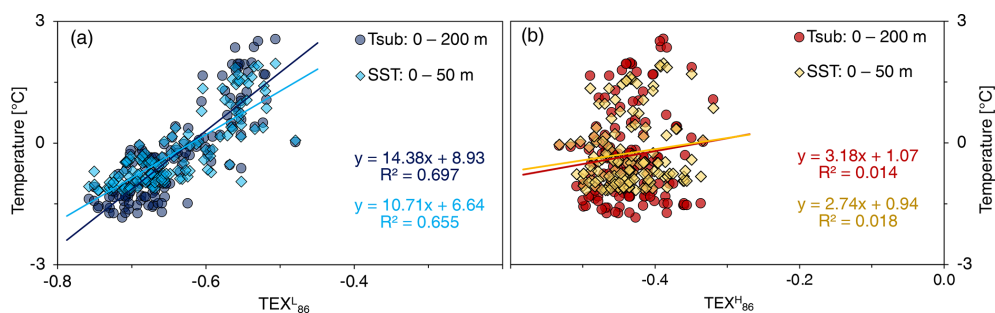 (a)
Tsub: 0 – 200 m
SST: 0 – 50 m
y = 14.38x + 8.93
R² = 0.697
y = 10.71x + 6.64
R² = 0.655
Temperature [°C]
3
0
-3
-0.8
-0.6
-0.4
TEXᴸ₈₆
(b)
Tsub: 0 – 200 m
SST: 0 – 50 m
y = 3.18x + 1.07
R² = 0.014
y = 2.74x + 0.94
R² = 0.018
-0.4
-0.2
0.0
TEXᴴ₈₆
3
0
-3
Temperature [°C]